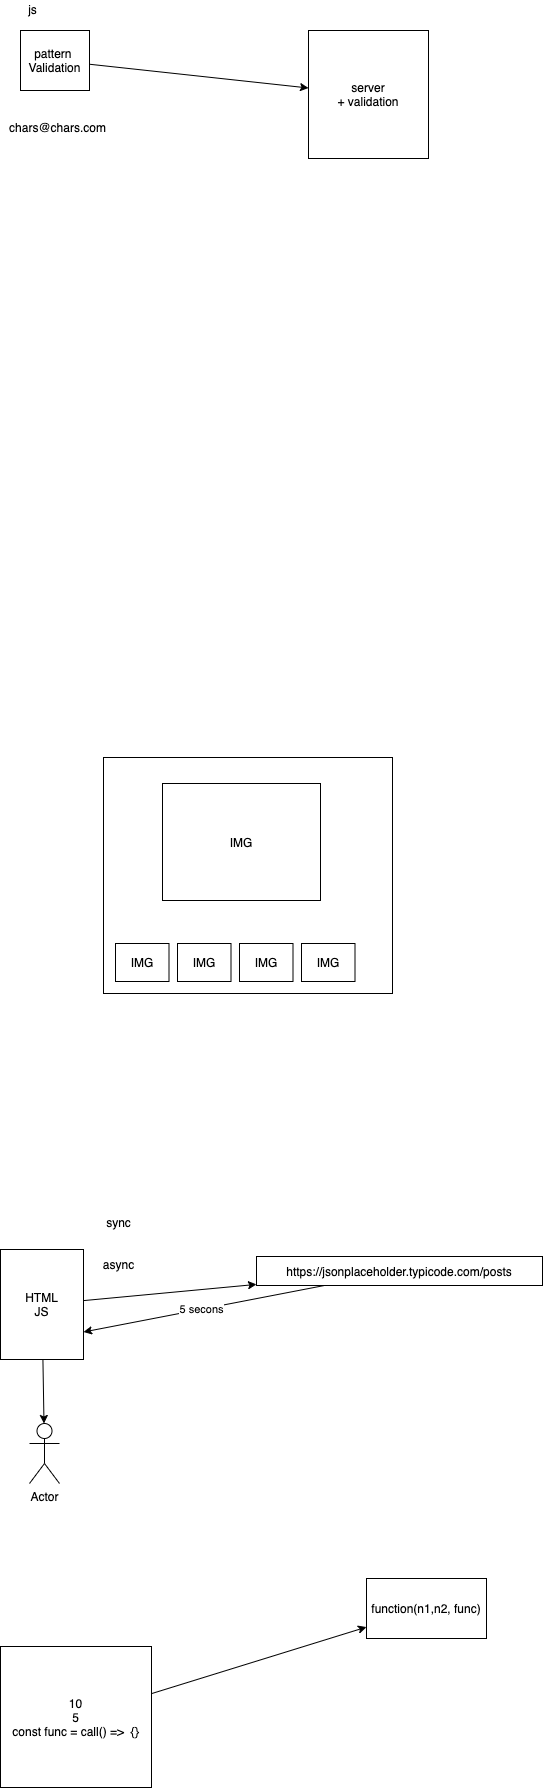 js
pattern
Validation
server
+ validation
chars@chars.com
IMG
IMG
IMG
IMG
IMG
sync
async
https://jsonplaceholder.typicode.com/posts
HTML
JS
5 secons
Actor
function(n1,n2, func)
10
5
const func = call() => {}